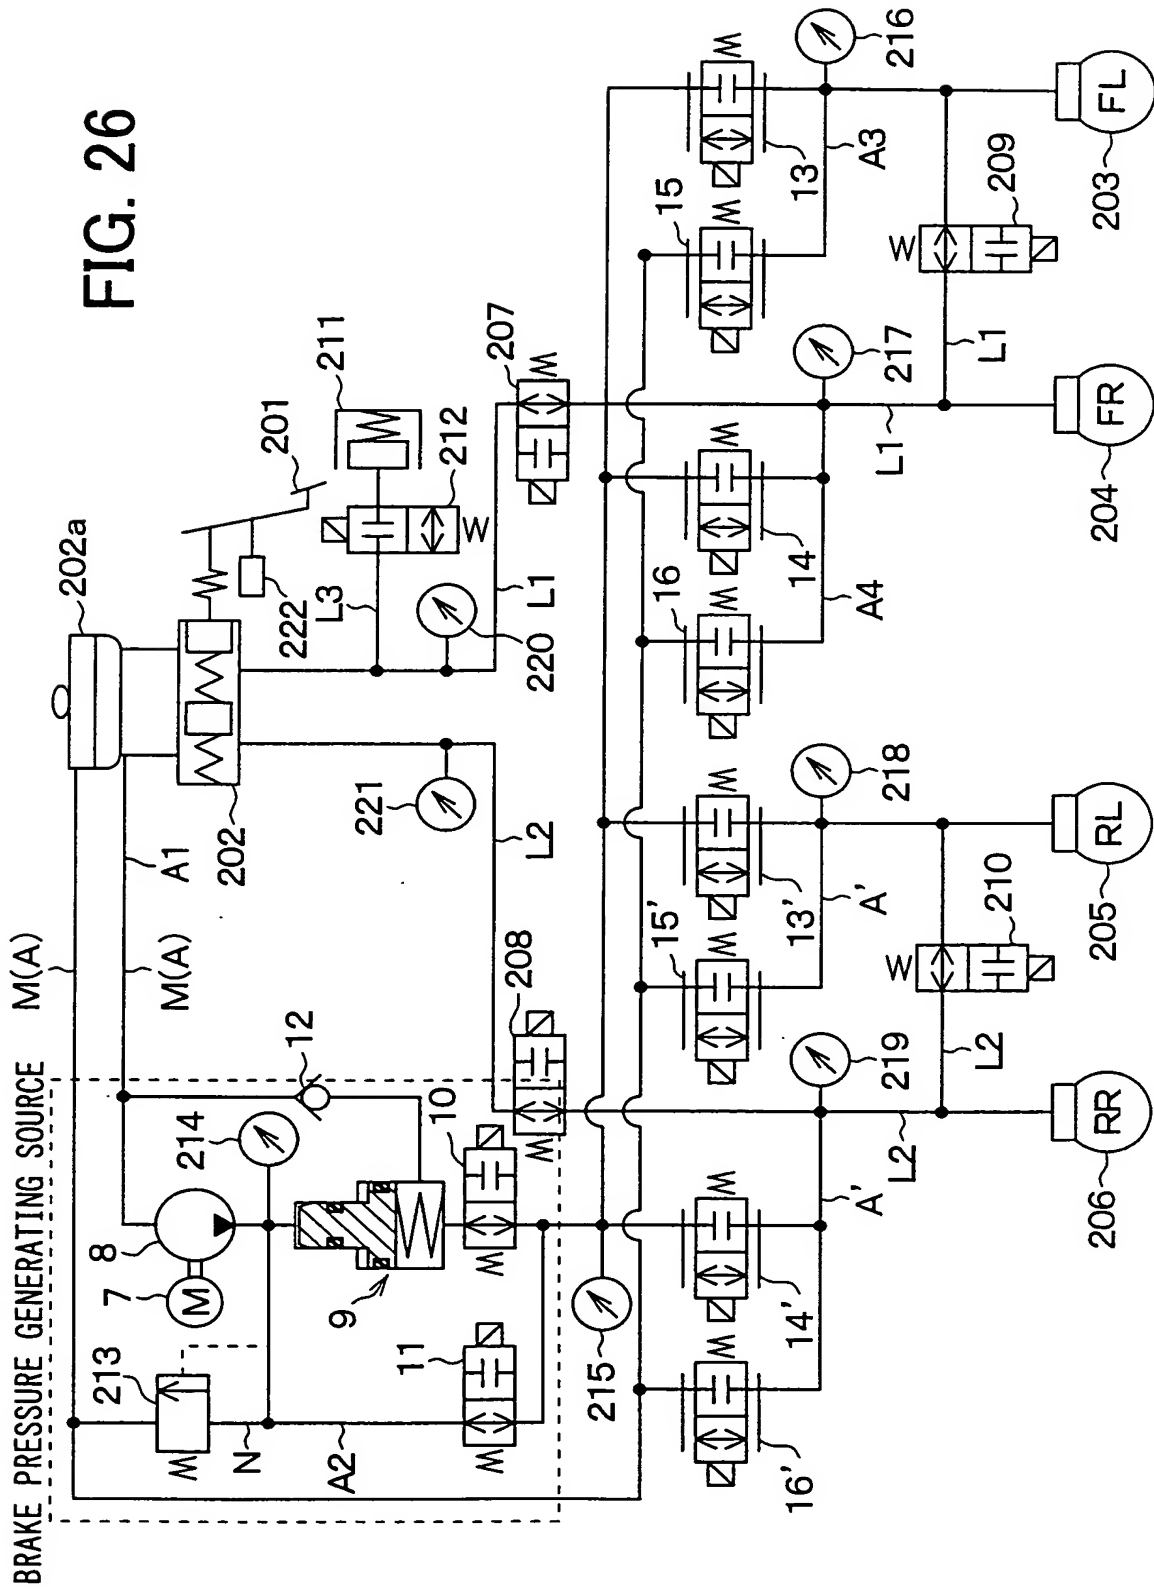 FIG. 26
BRAKE PRESSURE GENERATING SOURCE
M(A)
M(A)
A1
202a
202
201
222
211
212
L3
220
221
L1
L2
207
208
213
7
M
8
214
12
9
10
11
N
A2
215
15
13
216
A3
16
14
217
A4
L1
15'
13'
218
A'
16'
14'
219
A'
L2
W
209
L1
W
210
L2
W
FL
203
FR
204
RL
205
RR
206